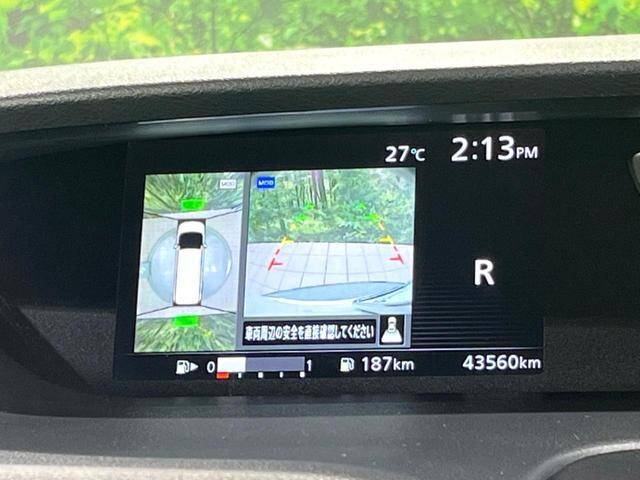 27℃ 2:13PM
MOD MOD
R
車両周辺の安全を直接確認してください
0 1 187km 43560km